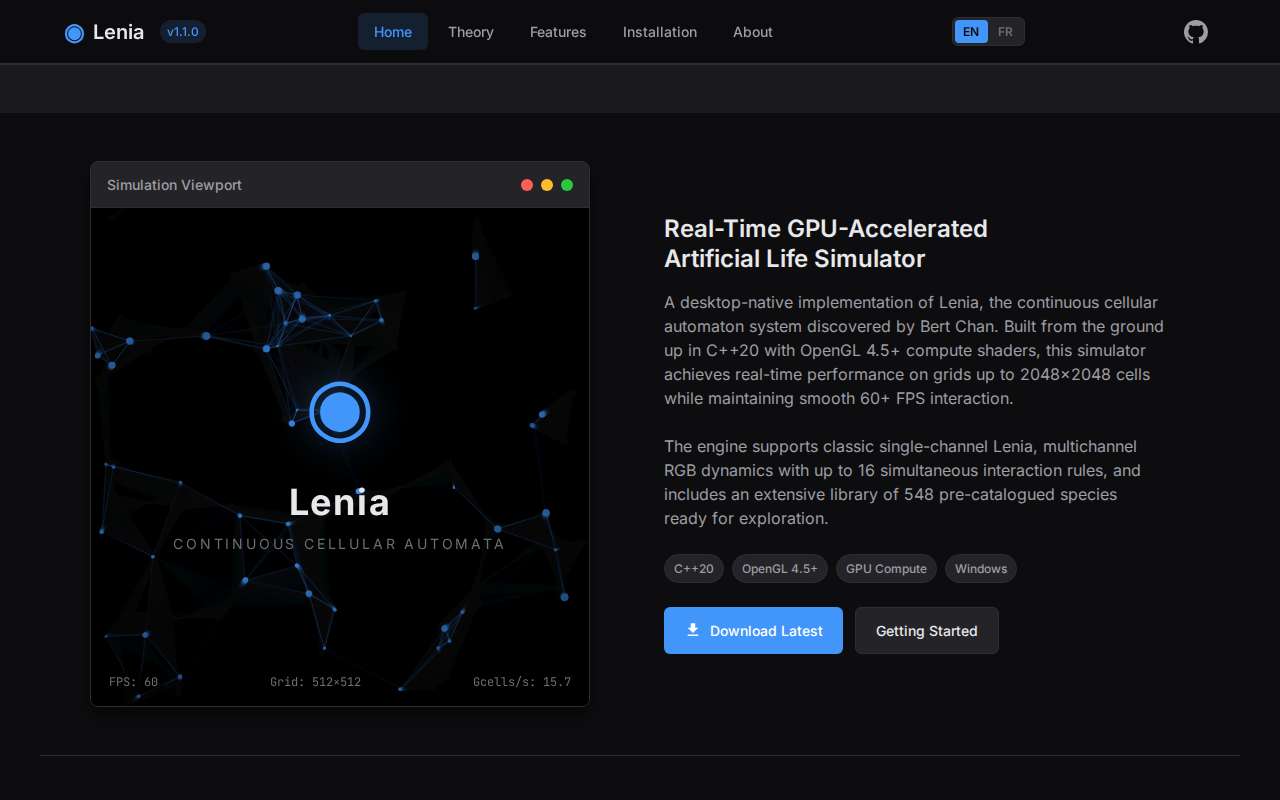 Lenia v1.1.0 Home Theory Features Installation About EN FR
Simulation Viewport
Lenia
CONTINUOUS CELLULAR AUTOMATA
FPS: 60 Grid: 512×512 Gcells/s: 15.7
Real-Time GPU-Accelerated
Artificial Life Simulator
A desktop-native implementation of Lenia, the continuous cellular
automaton system discovered by Bert Chan. Built from the ground
up in C++20 with OpenGL 4.5+ compute shaders, this simulator
achieves real-time performance on grids up to 2048×2048 cells
while maintaining smooth 60+ FPS interaction.
The engine supports classic single-channel Lenia, multichannel
RGB dynamics with up to 16 simultaneous interaction rules, and
includes an extensive library of 548 pre-catalogued species
ready for exploration.
C++20 OpenGL 4.5+ GPU Compute Windows
Download Latest Getting Started